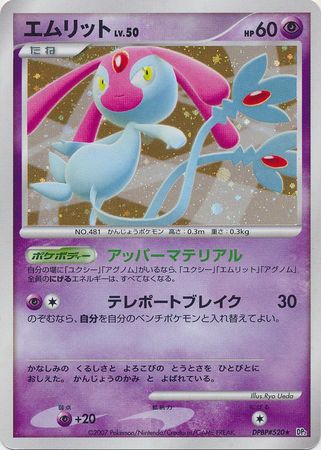 エムリット LV.50 HP60
たね
NO.481 かんじょうポケモン 高さ：0.3m 重さ：0.3kg
ポケボディー アッパーマテリアル
自分の場に「ユクシー」「アグノム」がいるなら、「ユクシー」「エムリット」「アグノム」
全員のにげるエネルギーは、すべてなくなる。
テレポートブレイク 30
のぞむなら、自分を自分のベンチポケモンと入れ替えてよい。
かなしみの くるしさと よろこびの とうとさを ひとびとに
おしえた。 かんじょうのかみ と よばれている。
弱点 抵抗力 にげる
+20
Illus.Ryo Ueda
©2007 Pokémon/Nintendo/Creatures/GAME FREAK.
DPBP#520★ DP